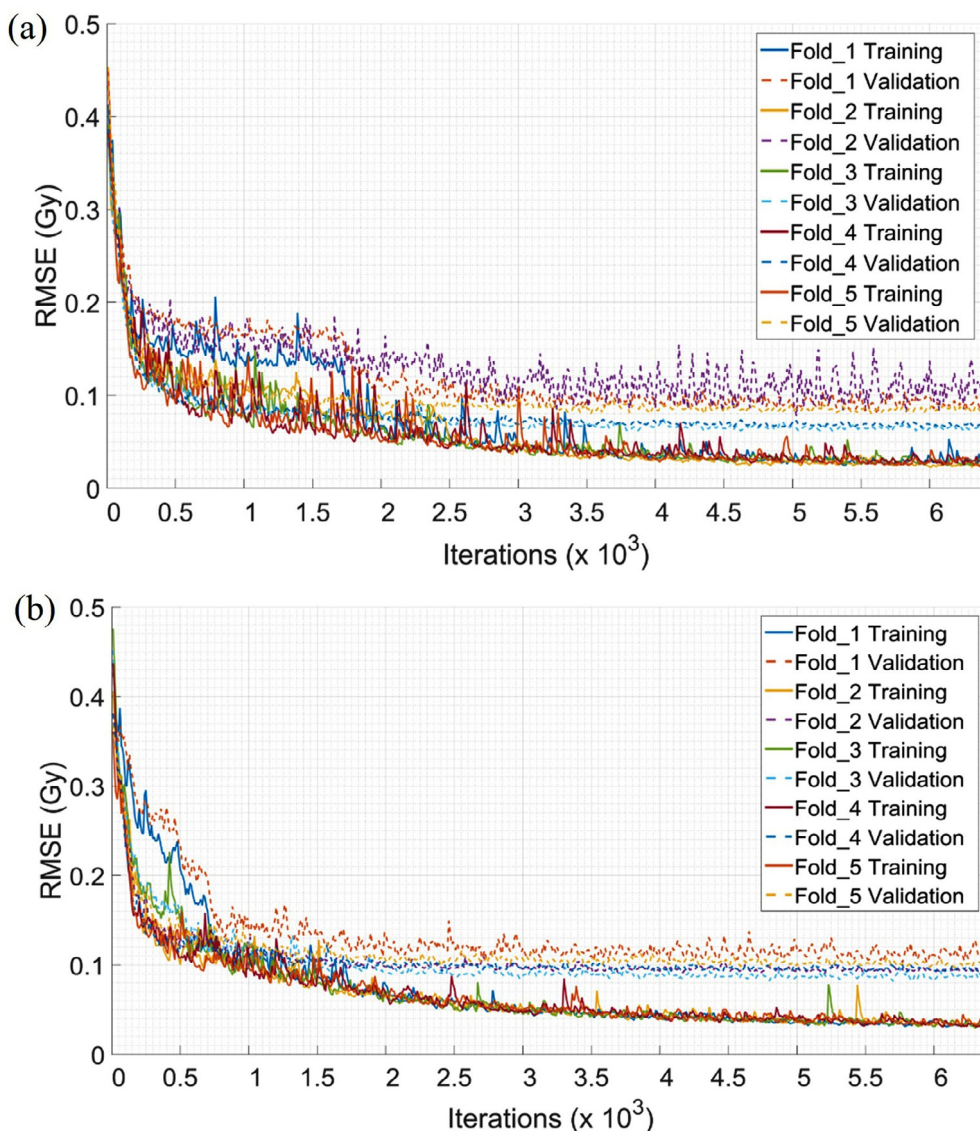 (a)
0.5
0.4
0.3
0.2
0.1
0
RMSE (Gy)
Fold_1 Training
Fold_1 Validation
Fold_2 Training
Fold_2 Validation
Fold_3 Training
Fold_3 Validation
Fold_4 Training
Fold_4 Validation
Fold_5 Training
Fold_5 Validation
0 0.5 1 1.5 2 2.5 3 3.5 4 4.5 5 5.5 6
Iterations (x 10³)
(b)
0.5
0.4
0.3
0.2
0.1
0
RMSE (Gy)
Fold_1 Training
Fold_1 Validation
Fold_2 Training
Fold_2 Validation
Fold_3 Training
Fold_3 Validation
Fold_4 Training
Fold_4 Validation
Fold_5 Training
Fold_5 Validation
0 0.5 1 1.5 2 2.5 3 3.5 4 4.5 5 5.5 6
Iterations (x 10³)